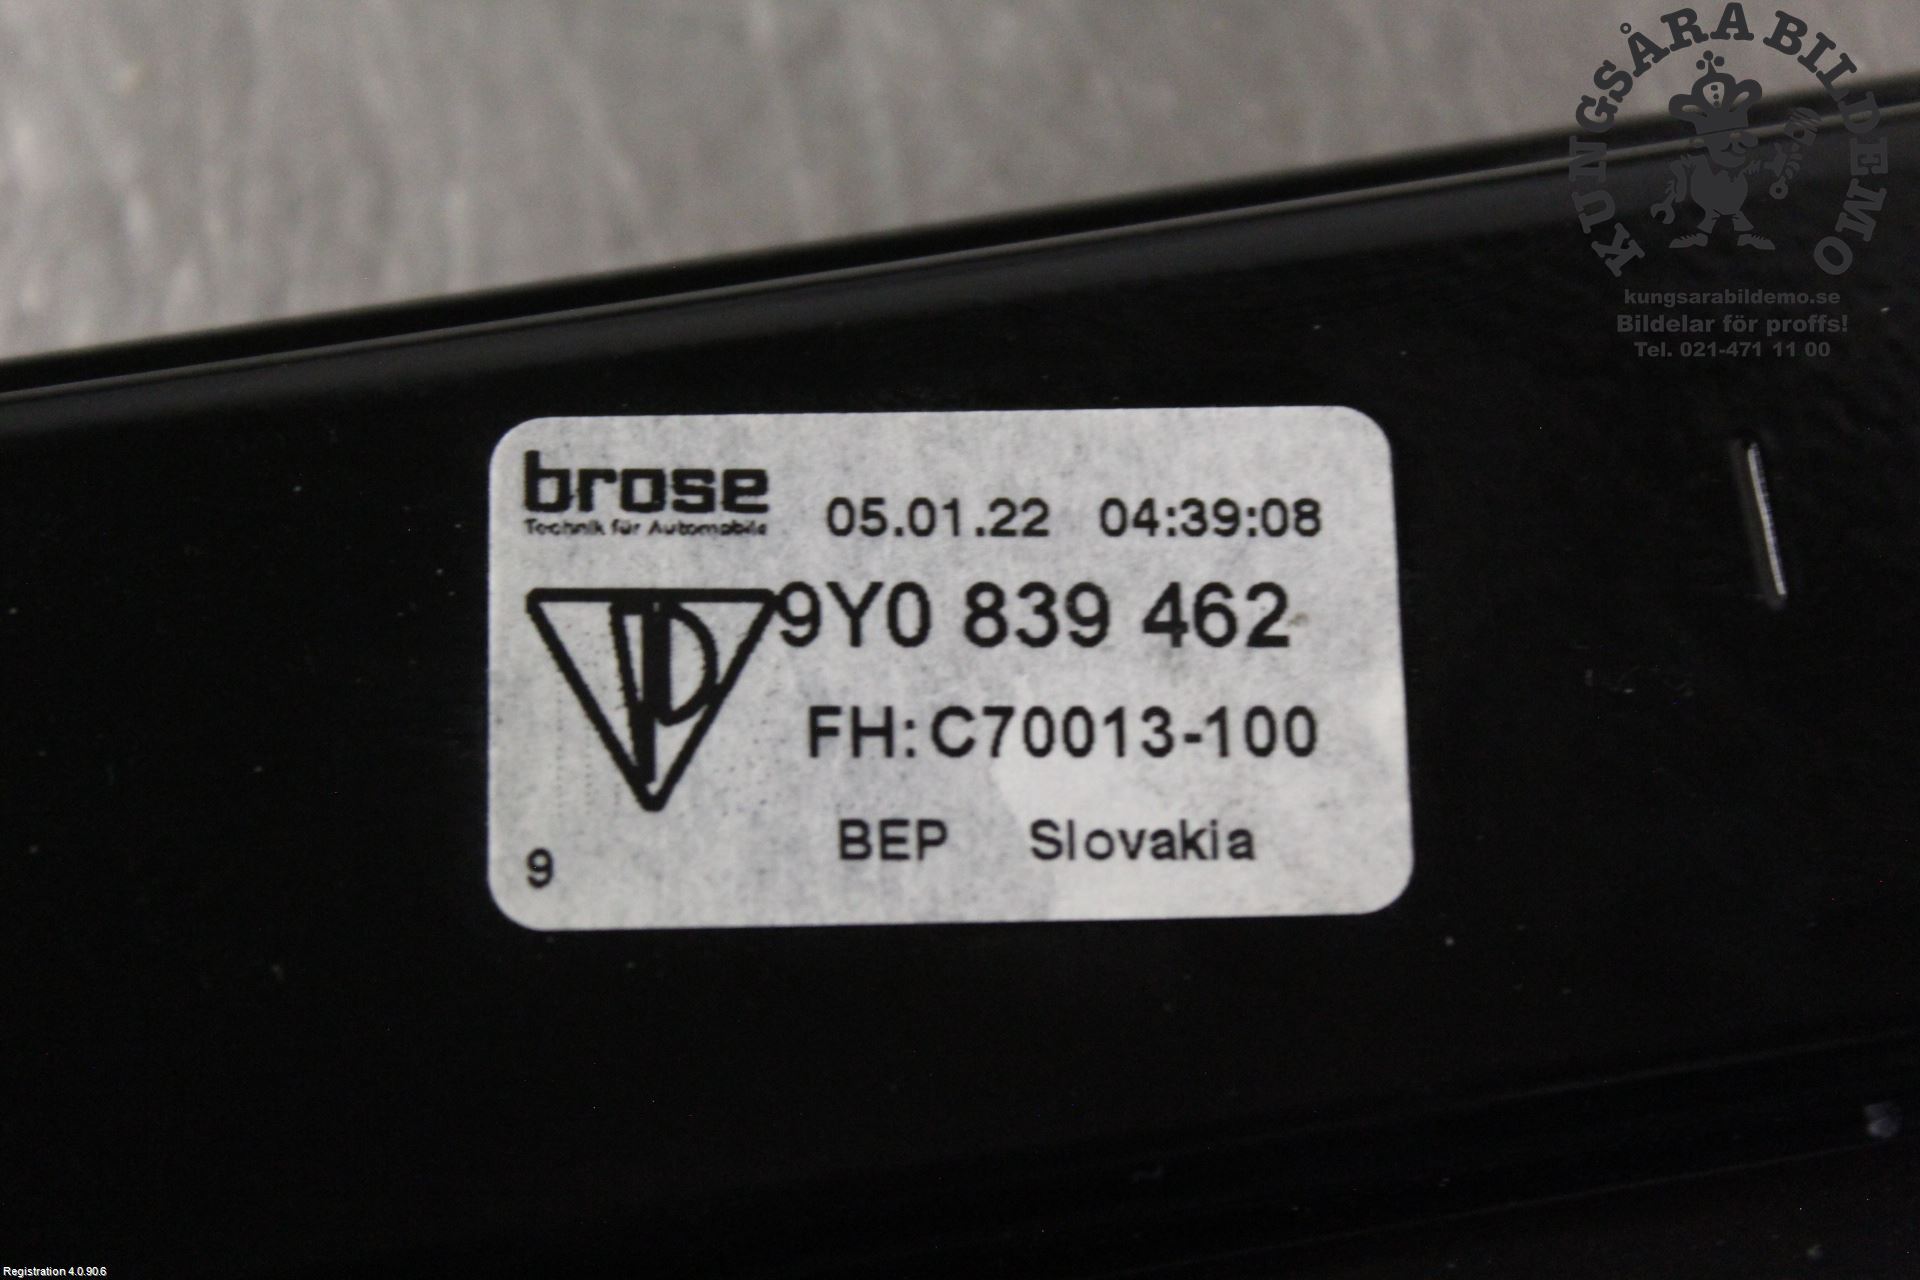 KUNGSÅRA BILDEMO
kungsarabildemo.se
Bildelar för proffs!
Tel. 021-471 11 00
brose
Technik für Automobile
05.01.22 04:39:08
9Y0 839 462
FH: C70013-100
BEP Slovakia
9
Registration 4.0.90.6